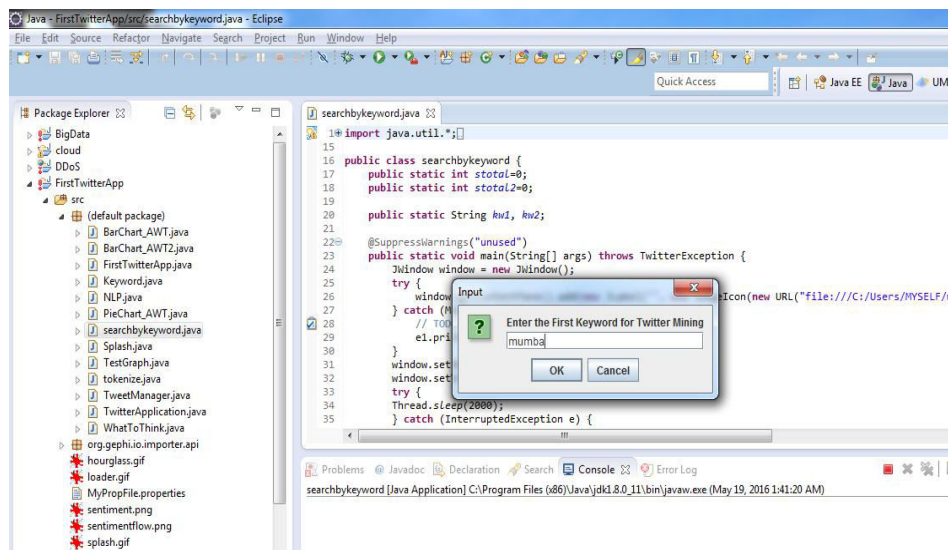 Java - FirstTwitterApp/src/searchbykeyword.java - Eclipse
File Edit Source Refactor Navigate Search Project Run Window Help
Quick Access
Java EE
Java
UM
Package Explorer
BigData
cloud
DDoS
FirstTwitterApp
src
(default package)
BarChart_AWT.java
BarChart_AWT2.java
FirstTwitterApp.java
Keyword.java
NLP.java
PieChart_AWT.java
searchbykeyword.java
Splash.java
TestGraph.java
tokenize.java
TweetManager.java
TwitterApplication.java
WhatToThink.java
org.gephi.io.importer.api
hourglass.gif
loader.gif
MyPropFile.properties
sentiment.png
sentimentflow.png
splash.gif
searchbykeyword.java
1 import java.util.*;
15
16 public class searchbykeyword {
17 public static int stotal=0;
18 public static int stotal2=0;
19
20 public static String kw1, kw2;
21
22 @SuppressWarnings("unused")
23 public static void main(String[] args) throws TwitterException {
24 JWindow window = new JWindow();
25 try {
26 window eIcon(new URL("file:///C:/Users/MYSELF/
27 } catch (M
28 // TOD
29 e1.pri
30 }
31 window.set
32 window.set
33 try {
34 Thread.sleep(2000);
35 } catch (InterruptedException e) {
Input
Enter the First Keyword for Twitter Mining
mumba
OK Cancel
Problems @ Javadoc Declaration Search Console Error Log
searchbykeyword [Java Application] C:\Program Files (x86)\Java\jdk1.8.0_11\bin\javaw.exe (May 19, 2016 1:41:20 AM)